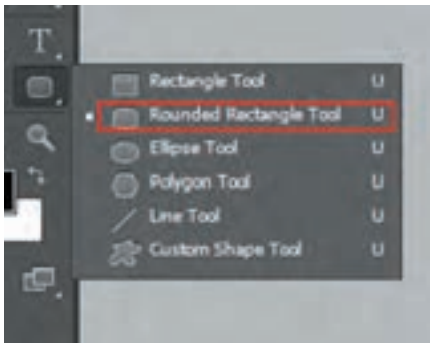 T
Rectangle Tool U
Rounded Rectangle Tool U
Ellipse Tool U
Polygon Tool U
Line Tool U
Custom Shape Tool U